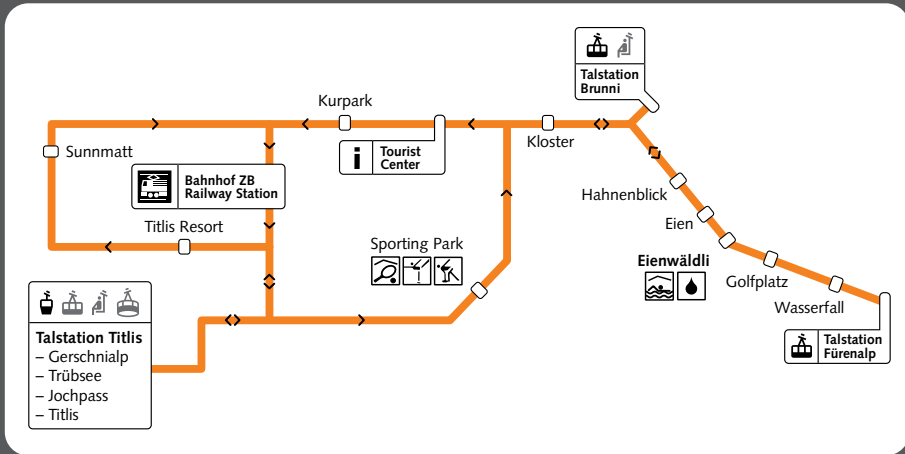 Talstation
Brunni
Kurpark
Sunnmatt
i
Tourist
Center
Kloster
Bahnhof ZB
Railway Station
Hahnenblick
Titlis Resort
Eien
Sporting Park
Eienwäldli
Golfplatz
Wasserfall
Talstation Titlis
– Gerschnialp
– Trübsee
– Jochpass
– Titlis
Talstation
Fürenalp